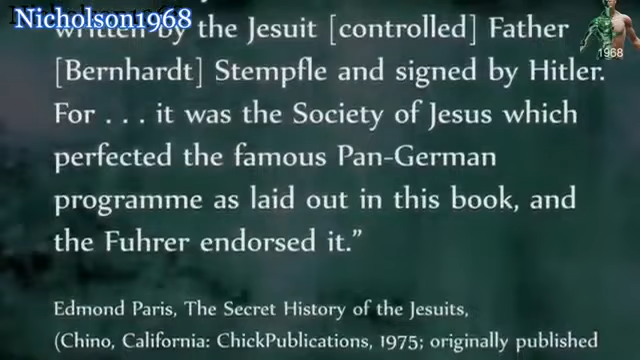 Nicholson1968
1968
written by the Jesuit [controlled] Father
[Bernhardt] Stempfle and signed by Hitler.
For . . . it was the Society of Jesus which
perfected the famous Pan-German
programme as laid out in this book, and
the Fuhrer endorsed it.”
Edmond Paris, The Secret History of the Jesuits,
(Chino, California: ChickPublications, 1975; originally published